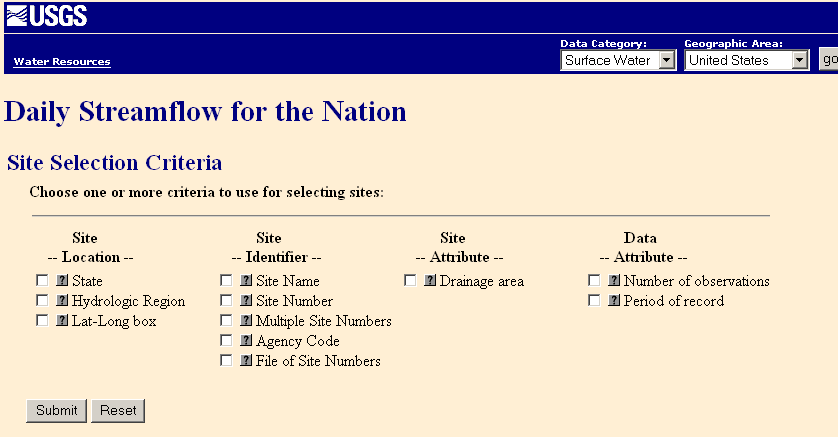 USGS
Data Category: Geographic Area:
Water Resources Surface Water United States go
Daily Streamflow for the Nation
Site Selection Criteria
Choose one or more criteria to use for selecting sites:
Site Site Site Data
-- Location -- -- Identifier -- -- Attribute -- -- Attribute --
? State ? Site Name ? Drainage area ? Number of observations
? Hydrologic Region ? Site Number ? Period of record
? Lat-Long box ? Multiple Site Numbers
? Agency Code
? File of Site Numbers
Submit Reset